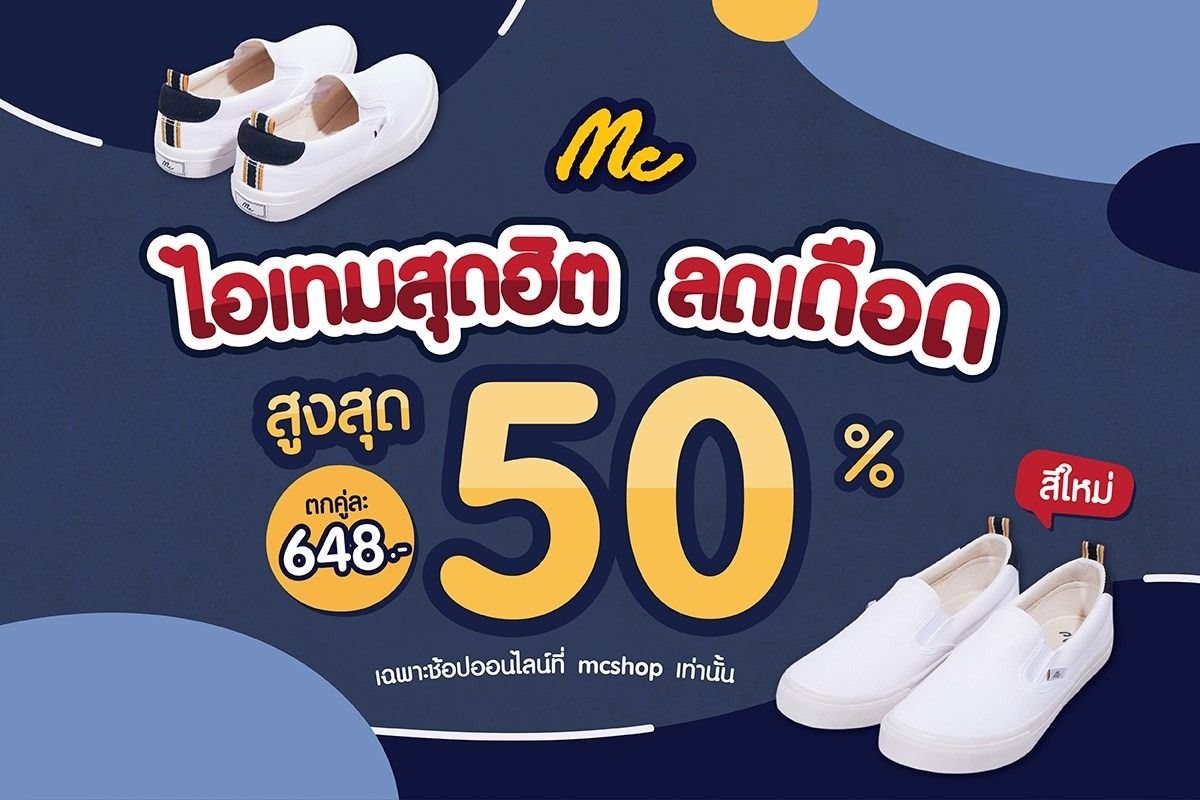 Mc
ไอเทมสุดฮิต ลดเดือด
สูงสุด 50 %
ตกคู่ละ
648.-
สีใหม่
เฉพาะช้อปออนไลน์ที่ mcshop เท่านั้น
Mc
Mc